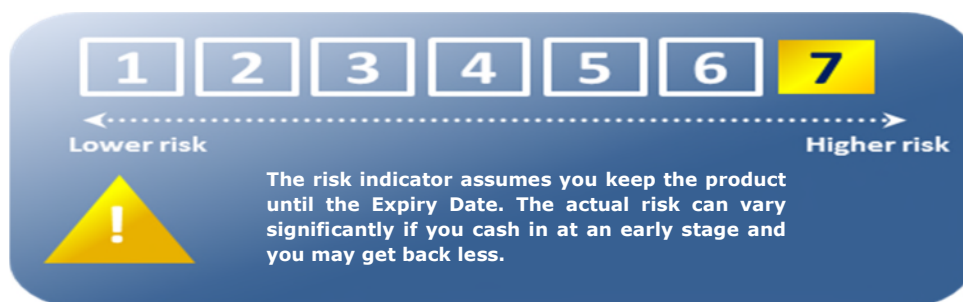 1 2 3 4 5 6 7
Lower risk Higher risk
!
The risk indicator assumes you keep the product
until the Expiry Date. The actual risk can vary
significantly if you cash in at an early stage and
you may get back less.